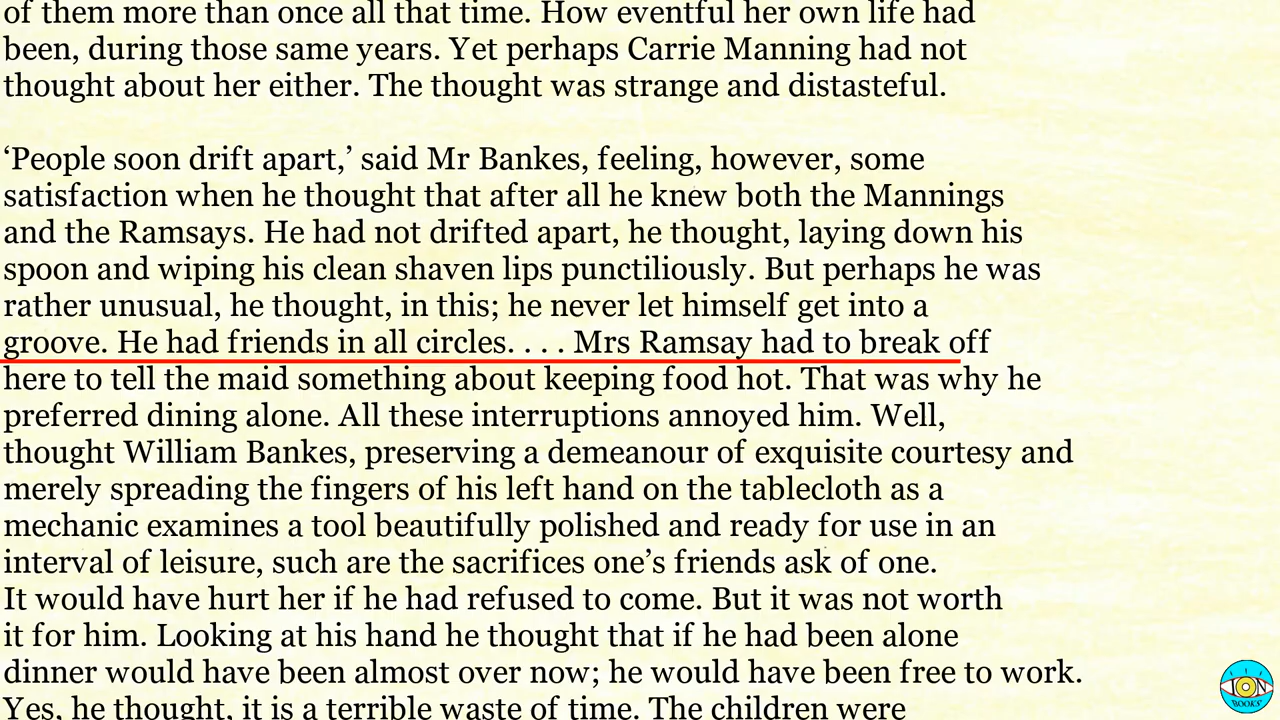 of them more than once all that time. How eventful her own life had
been, during those same years. Yet perhaps Carrie Manning had not
thought about her either. The thought was strange and distasteful.
‘People soon drift apart,’ said Mr Bankes, feeling, however, some
satisfaction when he thought that after all he knew both the Mannings
and the Ramsays. He had not drifted apart, he thought, laying down his
spoon and wiping his clean shaven lips punctiliously. But perhaps he was
rather unusual, he thought, in this; he never let himself get into a
groove. He had friends in all circles. . . . Mrs Ramsay had to break off
here to tell the maid something about keeping food hot. That was why he
preferred dining alone. All these interruptions annoyed him. Well,
thought William Bankes, preserving a demeanour of exquisite courtesy and
merely spreading the fingers of his left hand on the tablecloth as a
mechanic examines a tool beautifully polished and ready for use in an
interval of leisure, such are the sacrifices one’s friends ask of one.
It would have hurt her if he had refused to come. But it was not worth
it for him. Looking at his hand he thought that if he had been alone
dinner would have been almost over now; he would have been free to work.
Yes, he thought, it is a terrible waste of time. The children were
BOOKS